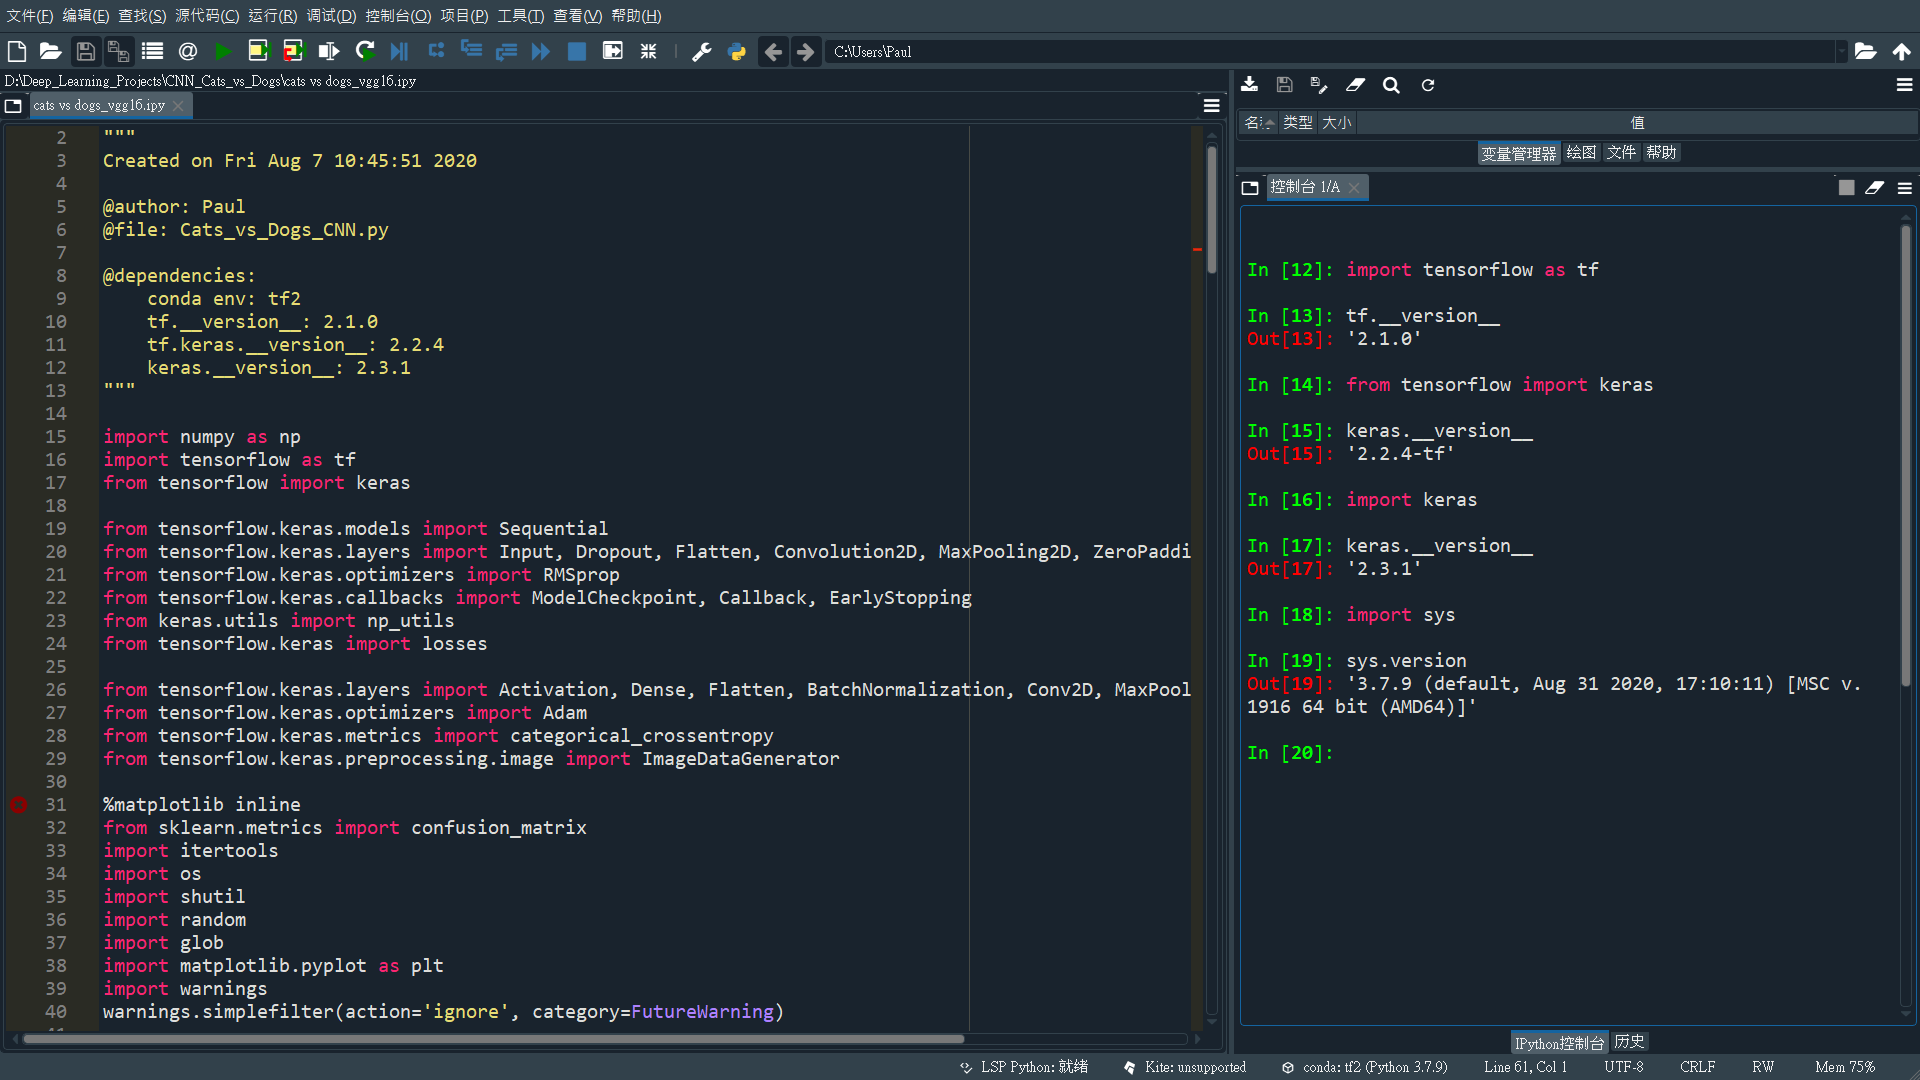 文件(F) 编辑(E) 查找(S) 源代码(C) 运行(R) 调试(D) 控制台(O) 项目(P) 工具(T) 查看(V) 帮助(H)
C:\Users\Paul
D:\Deep_Learning_Projects\CNN_Cats_vs_Dogs\cats vs dogs_vgg16.ipy
cats vs dogs_vgg16.ipy
2 """
3 Created on Fri Aug 7 10:45:51 2020
4
5 @author: Paul
6 @file: Cats_vs_Dogs_CNN.py
7
8 @dependencies:
9     conda env: tf2
10     tf.__version__: 2.1.0
11     tf.keras.__version__: 2.2.4
12     keras.__version__: 2.3.1
13 """
14
15 import numpy as np
16 import tensorflow as tf
17 from tensorflow import keras
18
19 from tensorflow.keras.models import Sequential
20 from tensorflow.keras.layers import Input, Dropout, Flatten, Convolution2D, MaxPooling2D, ZeroPaddi
21 from tensorflow.keras.optimizers import RMSprop
22 from tensorflow.keras.callbacks import ModelCheckpoint, Callback, EarlyStopping
23 from keras.utils import np_utils
24 from tensorflow.keras import losses
25
26 from tensorflow.keras.layers import Activation, Dense, Flatten, BatchNormalization, Conv2D, MaxPool
27 from tensorflow.keras.optimizers import Adam
28 from tensorflow.keras.metrics import categorical_crossentropy
29 from tensorflow.keras.preprocessing.image import ImageDataGenerator
30
31 %matplotlib inline
32 from sklearn.metrics import confusion_matrix
33 import itertools
34 import os
35 import shutil
36 import random
37 import glob
38 import matplotlib.pyplot as plt
39 import warnings
40 warnings.simplefilter(action='ignore', category=FutureWarning)
类型 大小 值
变量管理器 绘图 文件 帮助
控制台 1/A
In [12]: import tensorflow as tf
In [13]: tf.__version__
Out[13]: '2.1.0'
In [14]: from tensorflow import keras
In [15]: keras.__version__
Out[15]: '2.2.4-tf'
In [16]: import keras
In [17]: keras.__version__
Out[17]: '2.3.1'
In [18]: import sys
In [19]: sys.version
Out[19]: '3.7.9 (default, Aug 31 2020, 17:10:11) [MSC v.
1916 64 bit (AMD64)]'
In [20]:
IPython控制台 历史
LSP Python: 就绪 Kite: unsupported conda: tf2 (Python 3.7.9) Line 61, Col 1 UTF-8 CRLF RW Mem 75%